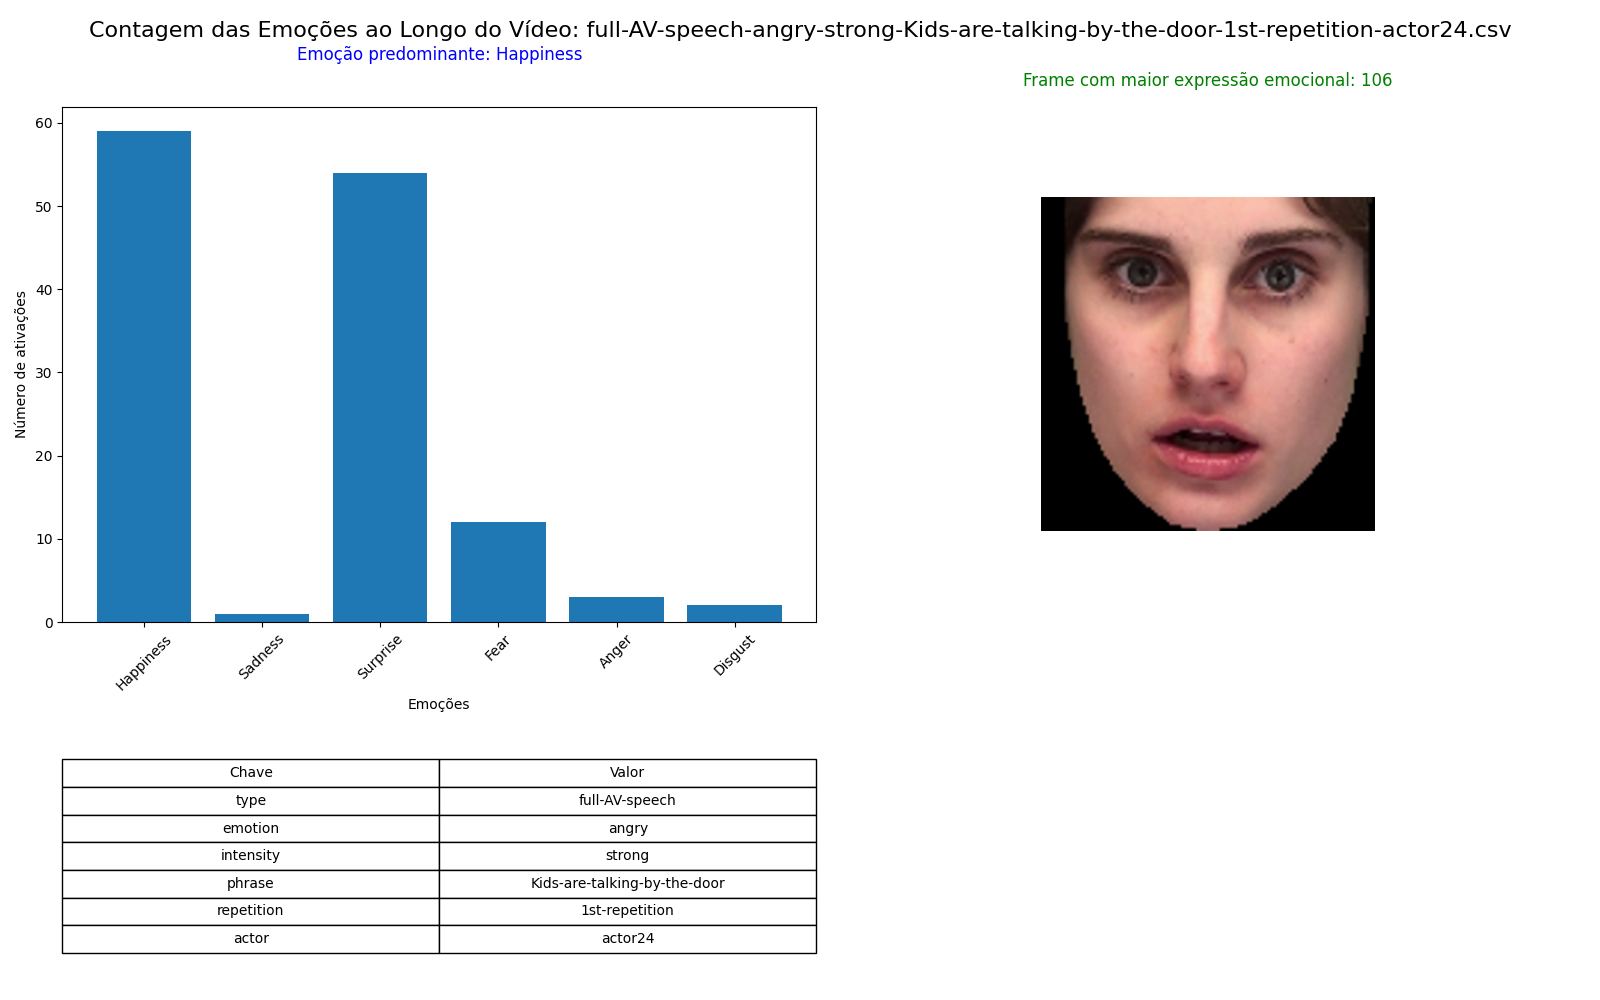 Contagem das Emoções ao Longo do Vídeo: full-AV-speech-angry-strong-Kids-are-talking-by-the-door-1st-repetition-actor24.csv
Emoção predominante: Happiness
Frame com maior expressão emocional: 106
Número de ativações
60
50
40
30
20
10
0
Happiness
Sadness
Surprise
Fear
Anger
Disgust
Emoções
Chave Valor
type full-AV-speech
emotion angry
intensity strong
phrase Kids-are-talking-by-the-door
repetition 1st-repetition
actor actor24